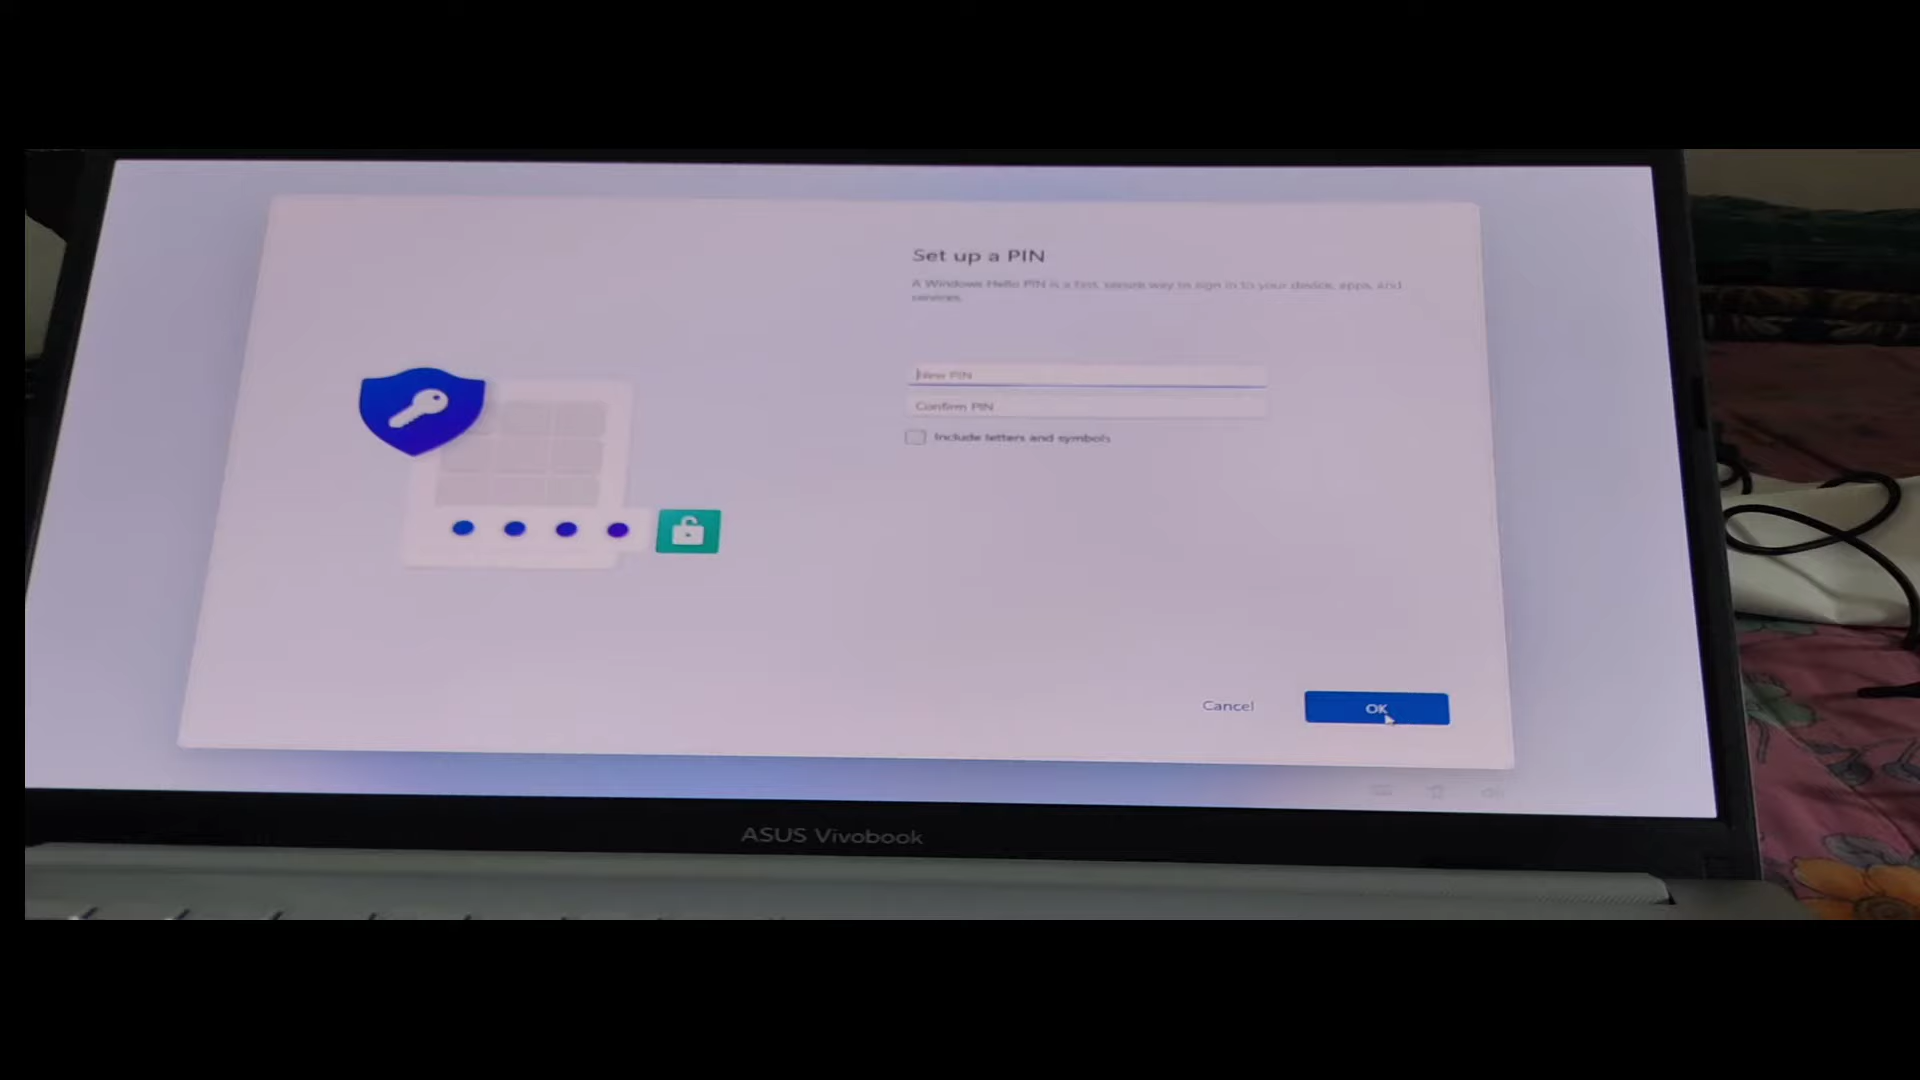 Set up a PIN
A Windows Hello PIN is a fast, secure way to sign in to your device, apps, and
services.
New PIN
Confirm PIN
Include letters and symbols
Cancel
OK
ASUS Vivobook